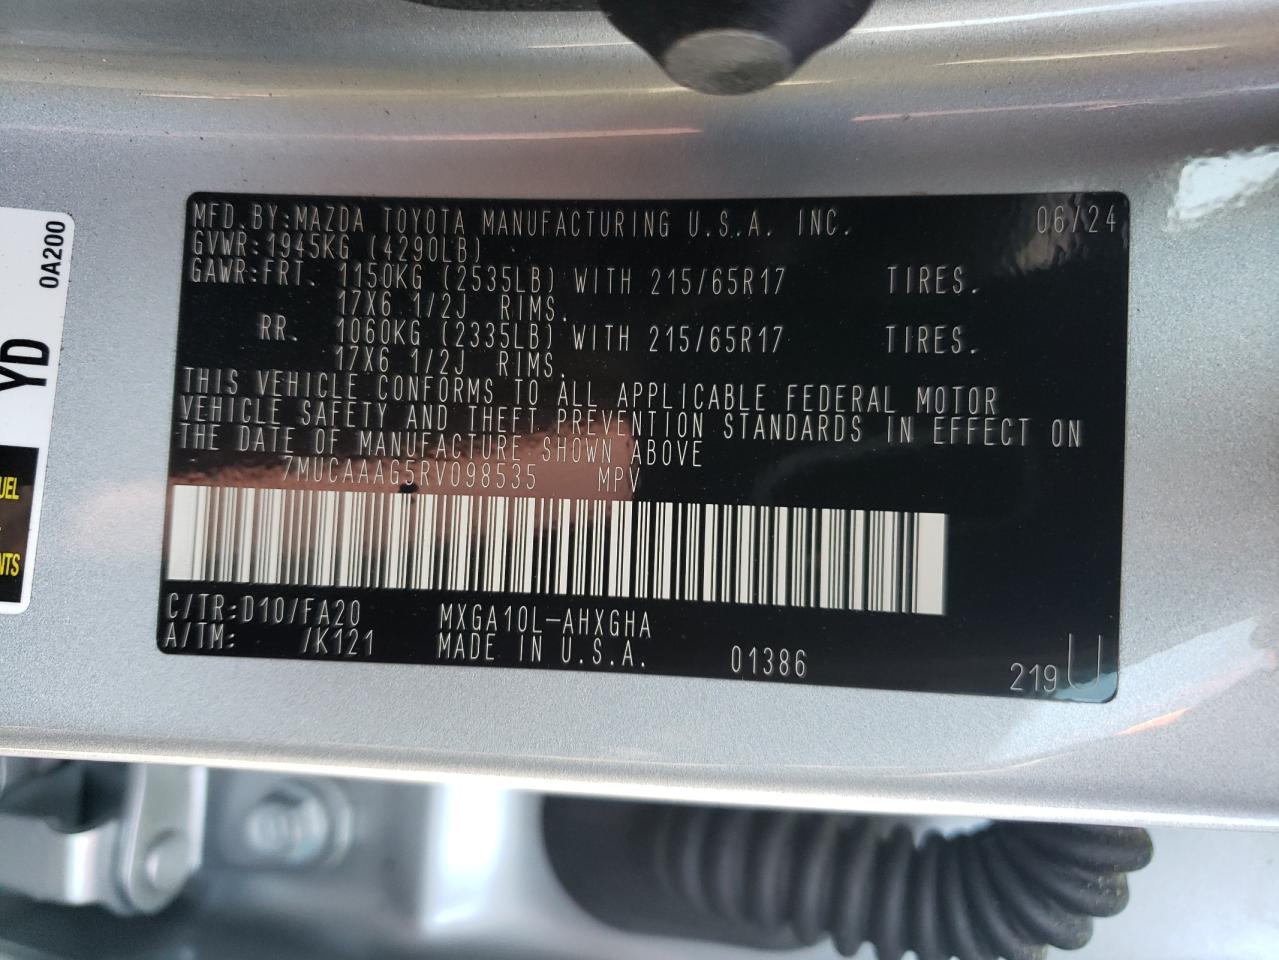 MFD.BY:MAZDA TOYOTA MANUFACTURING U.S.A. INC. 06/24
GVWR:1945KG (4290LB)
GAWR:FRT. 1150KG (2535LB) WITH 215/65R17 TIRES.
17X6 1/2J RIMS.
RR. 1060KG (2335LB) WITH 215/65R17 TIRES.
17X6 1/2J RIMS.
THIS VEHICLE CONFORMS TO ALL APPLICABLE FEDERAL MOTOR
VEHICLE SAFETY AND THEFT PREVENTION STANDARDS IN EFFECT ON
THE DATE OF MANUFACTURE SHOWN ABOVE
7MUCAAAG5RV098535 MPV
C/TR:D10/FA20 MXGA10L-AHXGHA
A/TM: /K121 MADE IN U.S.A. 01386 219 U
0A200
YD
UEL
NTS